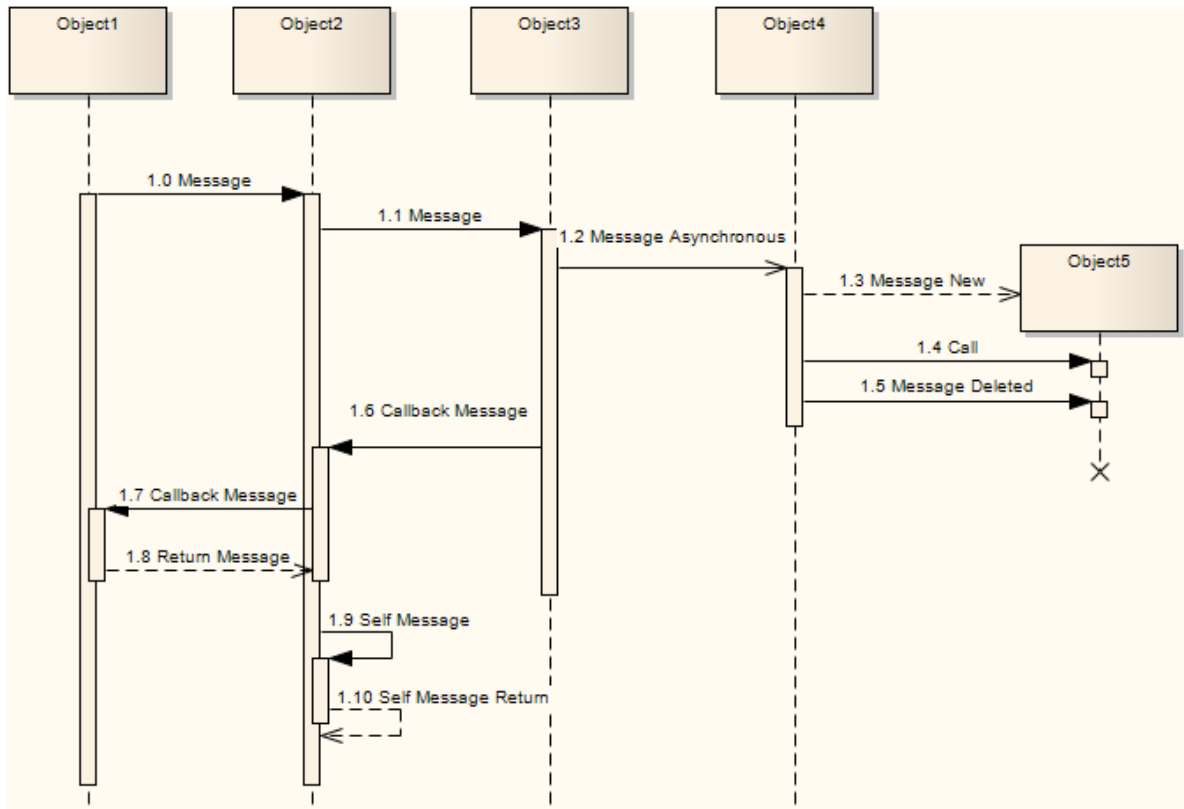 Object1
Object2
Object3
Object4
1.0 Message
1.1 Message
1.2 Message Asynchronous
Object5
1.3 Message New
1.4 Call
1.5 Message Deleted
1.6 Callback Message
1.7 Callback Message
1.8 Return Message
1.9 Self Message
1.10 Self Message Return